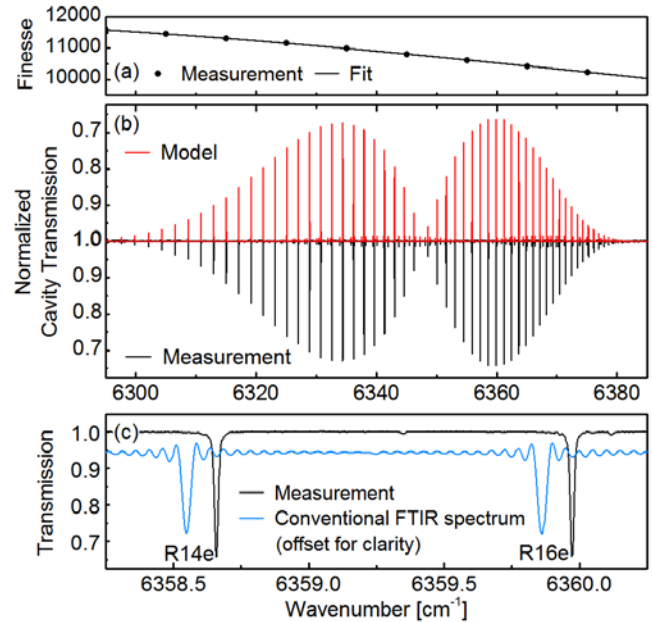 12000
11000
10000
Finesse
(a) • Measurement — Fit
(b)
0.7
0.8
0.9
1.0
0.9
0.8
0.7
Normalized
Cavity Transmission
Model
Measurement
6300 6320 6340 6360 6380
(c)
1.0
0.9
0.8
0.7
Transmission
Measurement
Conventional FTIR spectrum
(offset for clarity)
R14e
R16e
6358.5 6359.0 6359.5 6360.0
Wavenumber [cm⁻¹]